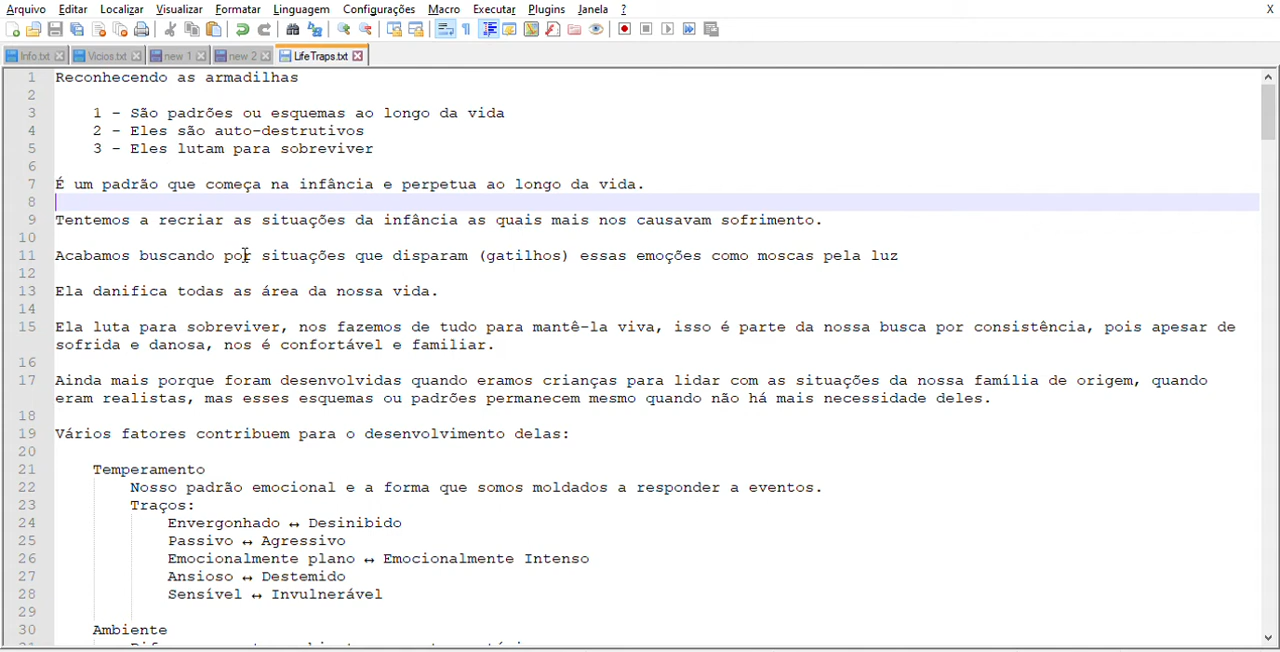 Arquivo Editar Localizar Visualizar Formatar Linguagem Configurações Macro Executar Plugins Janela ? X
Info.txt Vicios.txt new 1 new 2 LifeTraps.txt
1 Reconhecendo as armadilhas
2
3 1 - São padrões ou esquemas ao longo da vida
4 2 - Eles são auto-destrutivos
5 3 - Eles lutam para sobreviver
6
7 É um padrão que começa na infância e perpetua ao longo da vida.
8
9 Tentemos a recriar as situações da infância as quais mais nos causavam sofrimento.
10
11 Acabamos buscando por situações que disparam (gatilhos) essas emoções como moscas pela luz
12
13 Ela danifica todas as área da nossa vida.
14
15 Ela luta para sobreviver, nos fazemos de tudo para mantê-la viva, isso é parte da nossa busca por consistência, pois apesar de
sofrida e danosa, nos é confortável e familiar.
16
17 Ainda mais porque foram desenvolvidas quando eramos crianças para lidar com as situações da nossa família de origem, quando
eram realistas, mas esses esquemas ou padrões permanecem mesmo quando não há mais necessidade deles.
18
19 Vários fatores contribuem para o desenvolvimento delas:
20
21 Temperamento
22 Nosso padrão emocional e a forma que somos moldados a responder a eventos.
23 Traços:
24 Envergonhado ↔ Desinibido
25 Passivo ↔ Agressivo
26 Emocionalmente plano ↔ Emocionalmente Intenso
27 Ansioso ↔ Destemido
28 Sensível ↔ Invulnerável
29
30 Ambiente